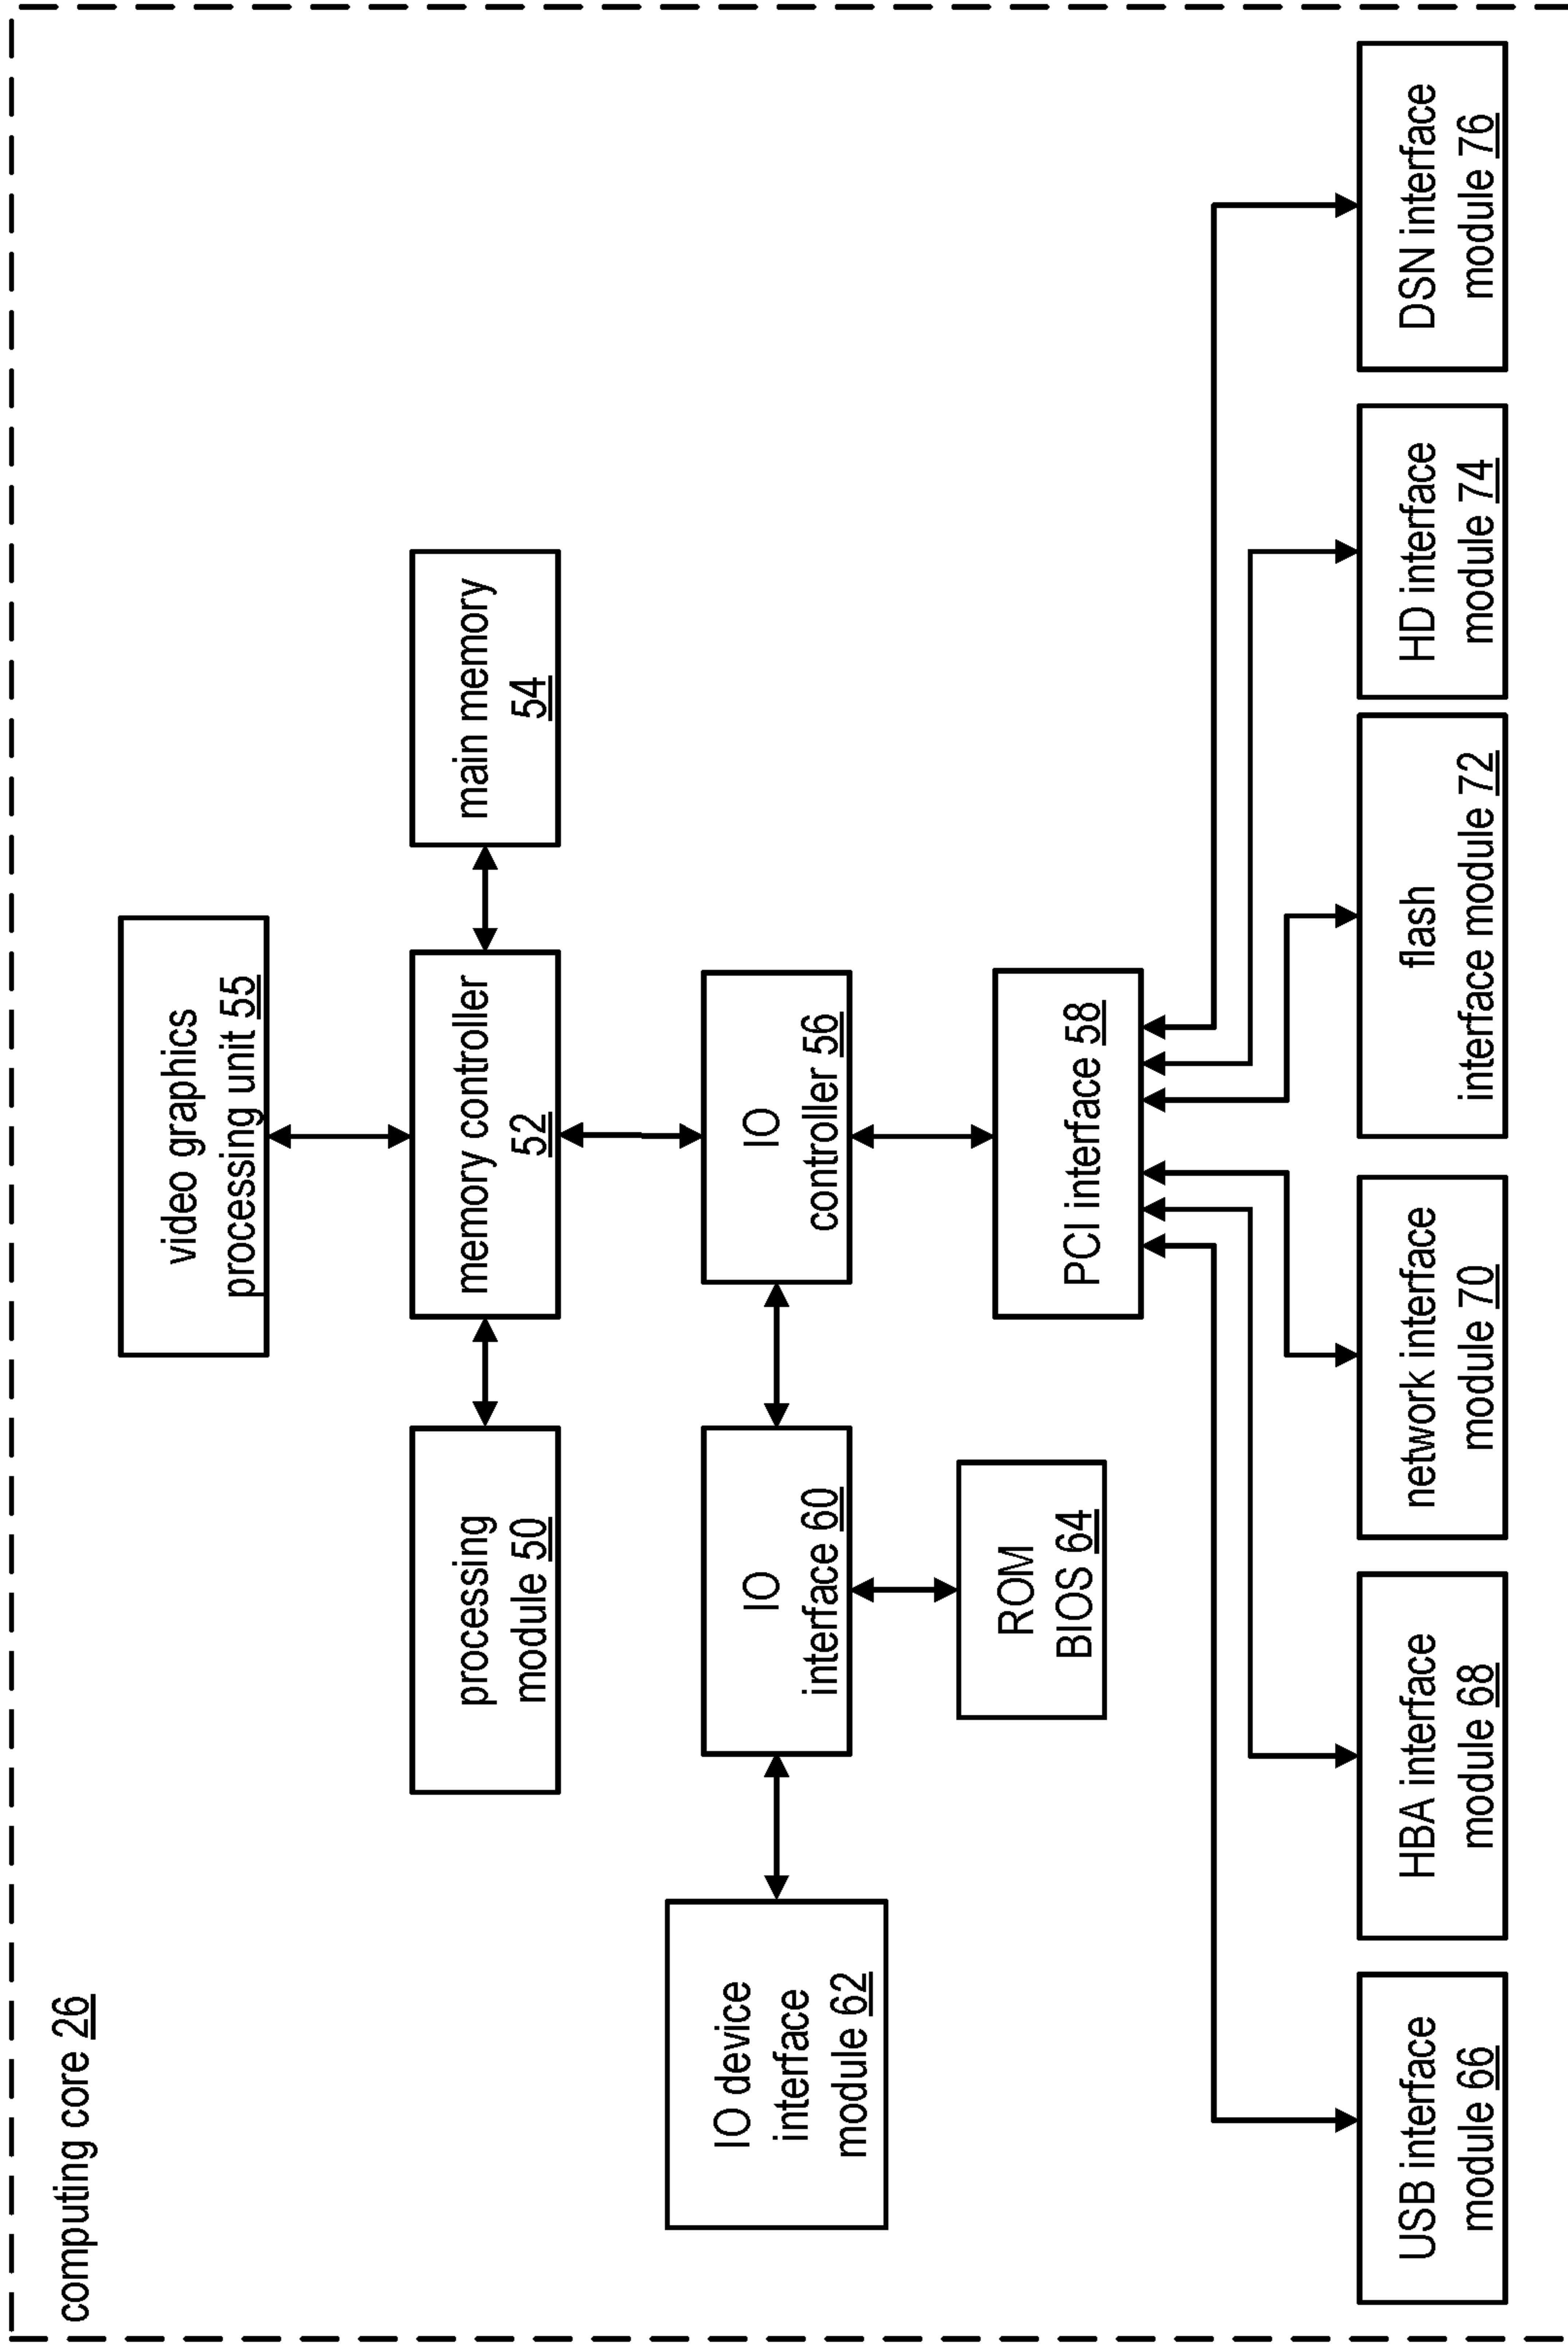 computing core 26
video graphics
processing unit 55
processing
module 50
memory controller
52
main memory
54
IO device
interface
module 62
IO
interface 60
IO
controller 56
ROM
BIOS 64
PCI interface 58
USB interface
module 66
HBA interface
module 68
network interface
module 70
flash
interface module 72
HD interface
module 74
DSN interface
module 76